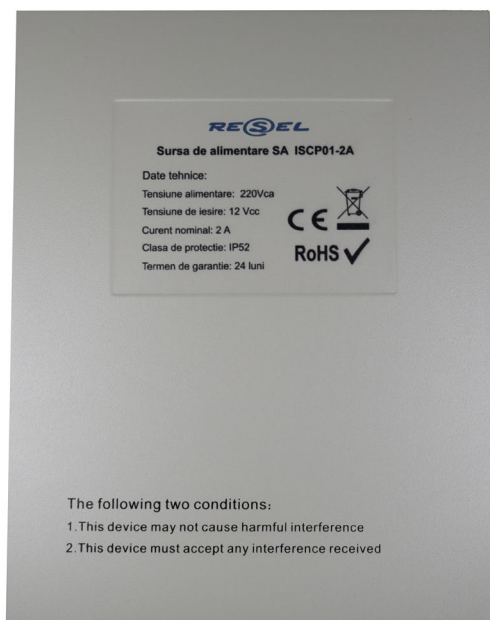 RESEL
Sursa de alimentare SA ISCP01-2A
Date tehnice:
Tensiune alimentare: 220Vca
Tensiune de iesire: 12 Vcc
Curent nominal: 2 A
Clasa de protectie: IP52
Termen de garantie: 24 luni
CE
RoHS
The following two conditions:
1.This device may not cause harmful interference
2.This device must accept any interference received